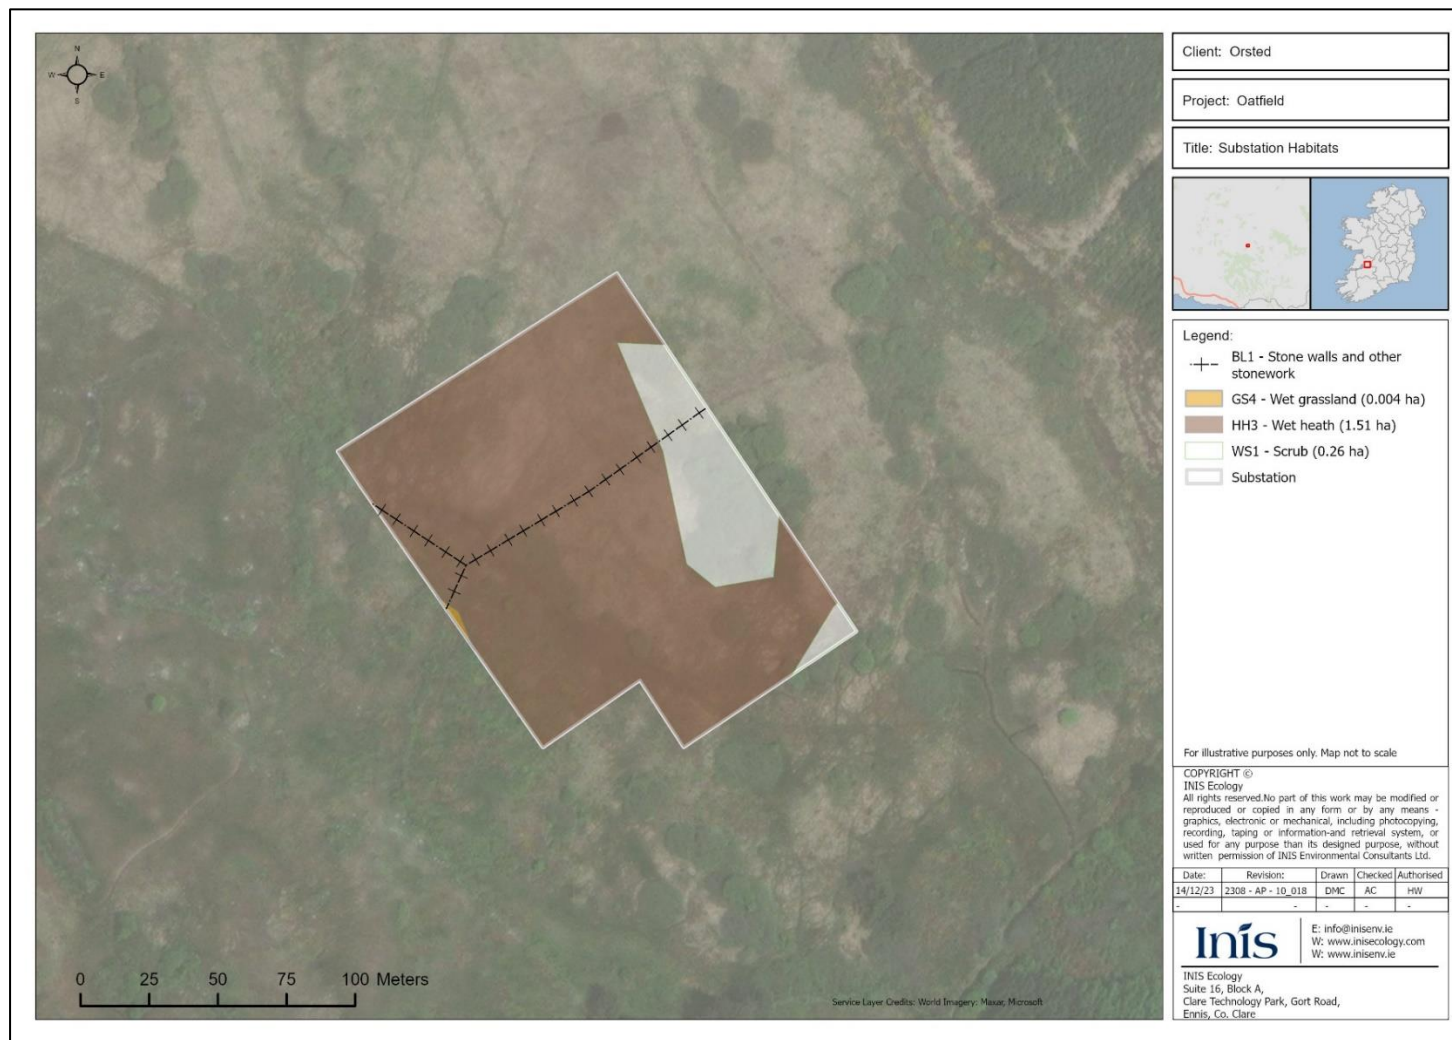 N
W E
S
Client: Orsted
Project: Oatfield
Title: Substation Habitats
Legend:
BL1 - Stone walls and other
stonework
GS4 - Wet grassland (0.004 ha)
HH3 - Wet heath (1.51 ha)
WS1 - Scrub (0.26 ha)
Substation
For illustrative purposes only. Map not to scale
COPYRIGHT ©
INIS Ecology
All rights reserved.No part of this work may be modified or
reproduced or copied in any form or by any means -
graphics, electronic or mechanical, including photocopying,
recording, taping or information-and retrieval system, or
used for any purpose than its designed purpose, without
written permission of INIS Environmental Consultants Ltd.
Date: Revision: Drawn Checked Authorised
14/12/23 2308 - AP - 10_018 DMC AC HW
- - - - -
Inis
E: info@inisenv.ie
W: www.inisecology.com
W: www.inisenv.ie
INIS Ecology
Suite 16, Block A,
Clare Technology Park, Gort Road,
Ennis, Co. Clare
0 25 50 75 100 Meters
Service Layer Credits: World Imagery: Maxar, Microsoft